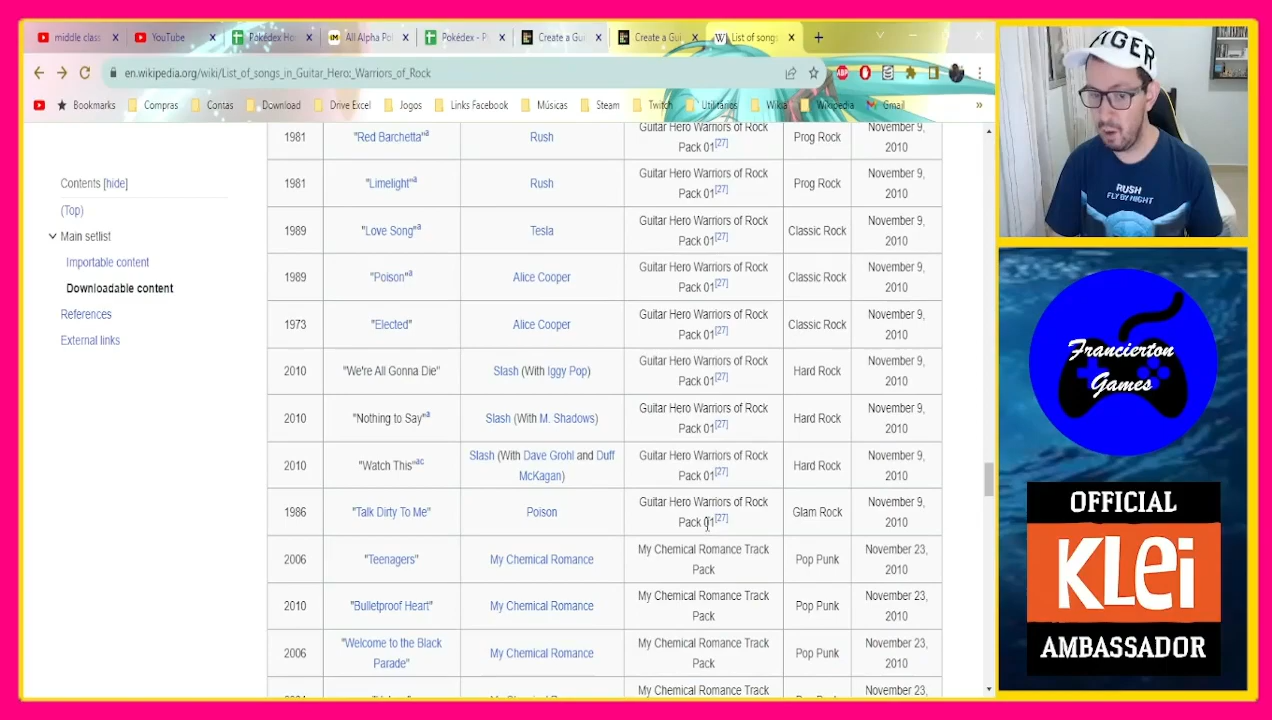 middle class
YouTube
Pokédex Ho
All Alpha Po
Pokédex - P
Create a Gui
Create a Gui
List of songs
en.wikipedia.org/wiki/List_of_songs_in_Guitar_Hero:_Warriors_of_Rock
Bookmarks
Compras
Contas
Download
Drive Excel
Jogos
Links Facebook
Músicas
Steam
Twitch
Utilitários
Wikia
Wikipedia
Gmail
»
Contents [hide]
(Top)
Main setlist
Importable content
Downloadable content
References
External links
1981 "Red Barchetta"a Rush Guitar Hero Warriors of Rock Prog Rock November 9,
Pack 01[27] 2010
1981 "Limelight"a Rush Guitar Hero Warriors of Rock Prog Rock November 9,
Pack 01[27] 2010
1989 "Love Song"a Tesla Guitar Hero Warriors of Rock Classic Rock November 9,
Pack 01[27] 2010
1989 "Poison"a Alice Cooper Guitar Hero Warriors of Rock Classic Rock November 9,
Pack 01[27] 2010
1973 "Elected" Alice Cooper Guitar Hero Warriors of Rock Classic Rock November 9,
Pack 01[27] 2010
2010 "We're All Gonna Die" Slash (With Iggy Pop) Guitar Hero Warriors of Rock Hard Rock November 9,
Pack 01[27] 2010
2010 "Nothing to Say"a Slash (With M. Shadows) Guitar Hero Warriors of Rock Hard Rock November 9,
Pack 01[27] 2010
2010 "Watch This"ac Slash (With Dave Grohl and Duff Guitar Hero Warriors of Rock Hard Rock November 9,
McKagan) Pack 01[27] 2010
1986 "Talk Dirty To Me" Poison Guitar Hero Warriors of Rock Glam Rock November 9,
Pack 01[27] 2010
2006 "Teenagers" My Chemical Romance My Chemical Romance Track Pop Punk November 23,
Pack 2010
2010 "Bulletproof Heart" My Chemical Romance My Chemical Romance Track Pop Punk November 23,
Pack 2010
2006 "Welcome to the Black My Chemical Romance My Chemical Romance Track Pop Punk November 23,
Parade" Pack 2010
My Chemical Romance Track November 23,
TIGER
RUSH
FLY BY NIGHT
Francierton
Games
OFFICIAL
KLEi
AMBASSADOR